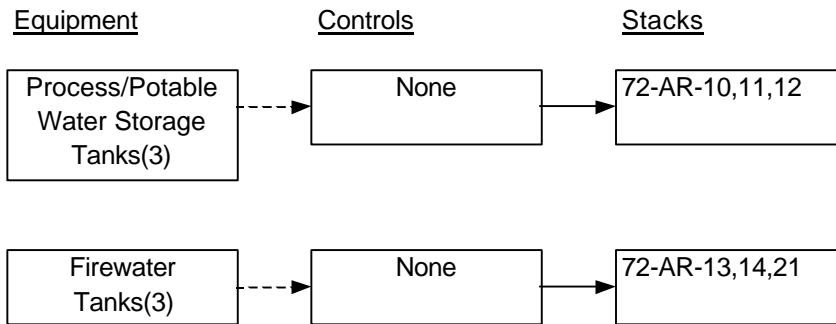 Equipment
Controls
Stacks
Process/Potable
Water Storage
Tanks(3)
None
72-AR-10,11,12
Firewater
Tanks(3)
None
72-AR-13,14,21